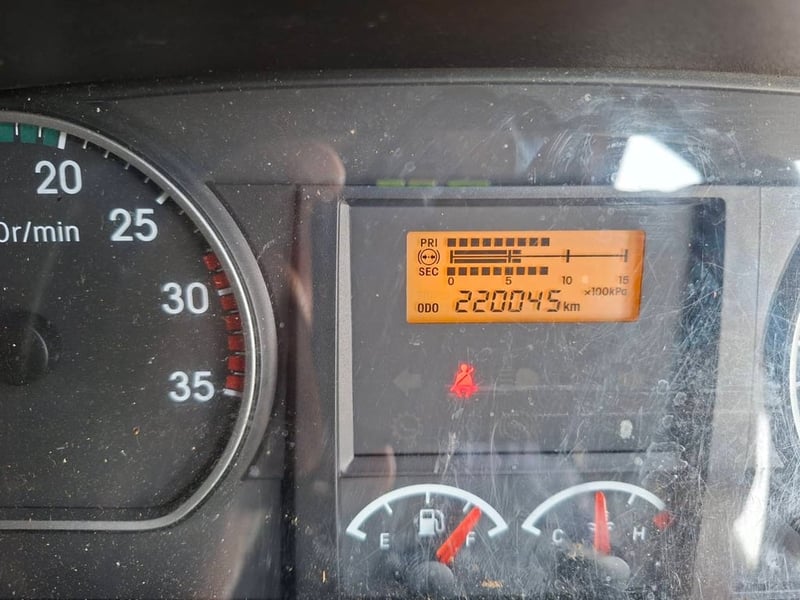 20
25
0r/min
30
35
PRI
SEC
0 5 10 15
×100kPa
ODO 220045 km
E F
C H